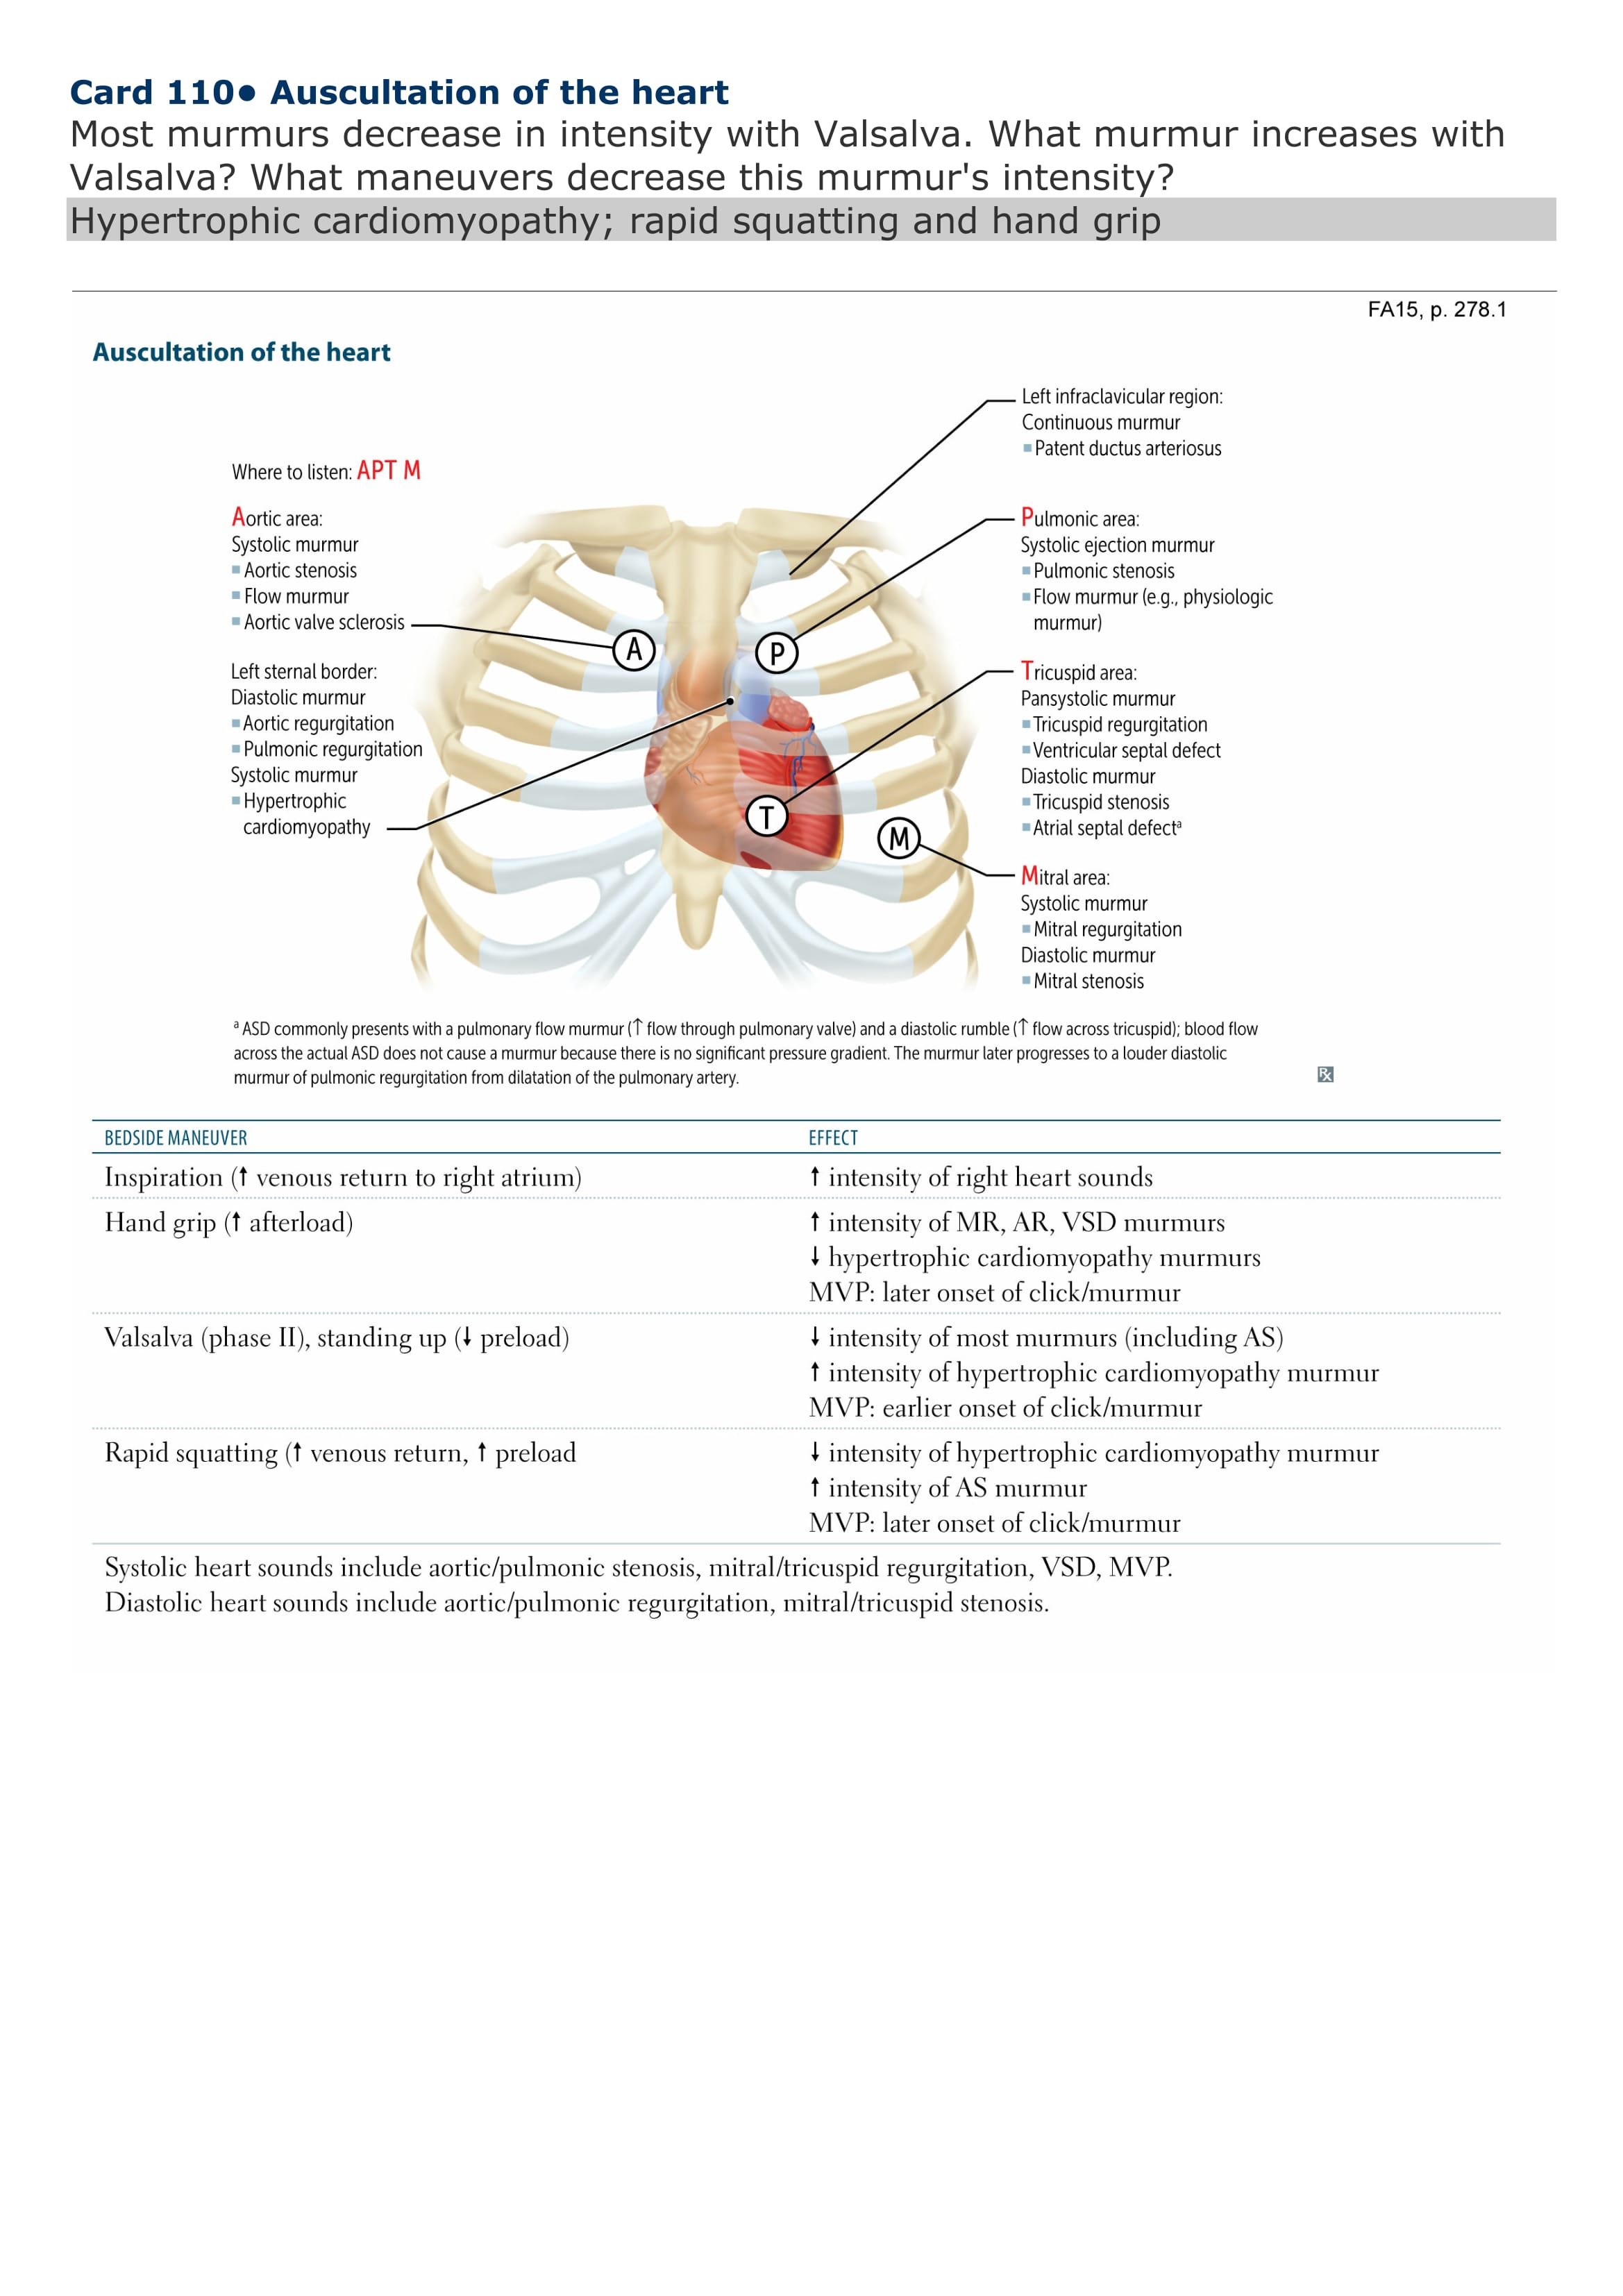 Card 110• Auscultation of the heart
Most murmurs decrease in intensity with Valsalva. What murmur increases with
Valsalva? What maneuvers decrease this murmur's intensity?
Hypertrophic cardiomyopathy; rapid squatting and hand grip
FA15, p. 278.1
Auscultation of the heart
Where to listen: APT M
Aortic area:
Systolic murmur
▪ Aortic stenosis
▪ Flow murmur
▪ Aortic valve sclerosis
Left sternal border:
Diastolic murmur
▪ Aortic regurgitation
▪ Pulmonic regurgitation
Systolic murmur
▪ Hypertrophic
cardiomyopathy
A
P
T
M
Left infraclavicular region:
Continuous murmur
▪ Patent ductus arteriosus
Pulmonic area:
Systolic ejection murmur
▪ Pulmonic stenosis
▪ Flow murmur (e.g., physiologic
murmur)
Tricuspid area:
Pansystolic murmur
▪ Tricuspid regurgitation
▪ Ventricular septal defect
Diastolic murmur
▪ Tricuspid stenosis
▪ Atrial septal defectª
Mitral area:
Systolic murmur
▪ Mitral regurgitation
Diastolic murmur
▪ Mitral stenosis
ª ASD commonly presents with a pulmonary flow murmur (↑ flow through pulmonary valve) and a diastolic rumble (↑ flow across tricuspid); blood flow
across the actual ASD does not cause a murmur because there is no significant pressure gradient. The murmur later progresses to a louder diastolic
murmur of pulmonic regurgitation from dilatation of the pulmonary artery.
Rx
BEDSIDE MANEUVER EFFECT
Inspiration (↑ venous return to right atrium) ↑ intensity of right heart sounds
Hand grip (↑ afterload) ↑ intensity of MR, AR, VSD murmurs
↓ hypertrophic cardiomyopathy murmurs
MVP: later onset of click/murmur
Valsalva (phase II), standing up (↓ preload) ↓ intensity of most murmurs (including AS)
↑ intensity of hypertrophic cardiomyopathy murmur
MVP: earlier onset of click/murmur
Rapid squatting (↑ venous return, ↑ preload ↓ intensity of hypertrophic cardiomyopathy murmur
↑ intensity of AS murmur
MVP: later onset of click/murmur
Systolic heart sounds include aortic/pulmonic stenosis, mitral/tricuspid regurgitation, VSD, MVP.
Diastolic heart sounds include aortic/pulmonic regurgitation, mitral/tricuspid stenosis.